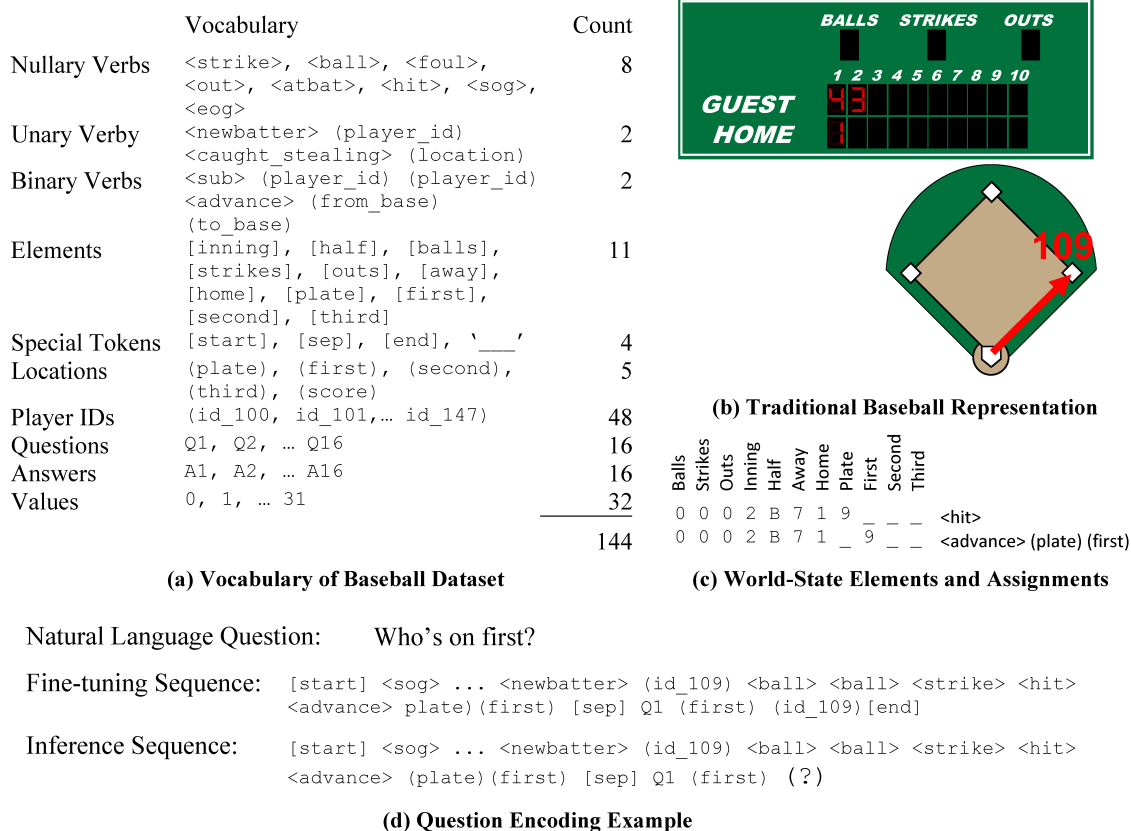 Vocabulary Count
Nullary Verbs <strike>, <ball>, <foul>, 8
<out>, <atbat>, <hit>, <sog>,
<eog>
Unary Verby <newbatter> (player_id) 2
<caught_stealing> (location)
Binary Verbs <sub> (player_id) (player_id) 2
<advance> (from_base)
(to_base)
Elements [inning], [half], [balls], 11
[strikes], [outs], [away],
[home], [plate], [first],
[second], [third]
Special Tokens [start], [sep], [end], ‘___’ 4
Locations (plate), (first), (second), 5
(third), (score)
Player IDs (id_100, id_101,… id_147) 48
Questions Q1, Q2, … Q16 16
Answers A1, A2, … A16 16
Values 0, 1, … 31 32
144
(a) Vocabulary of Baseball Dataset
BALLS STRIKES OUTS
1 2 3 4 5 6 7 8 9 10
GUEST 4 3
HOME 1
109
(b) Traditional Baseball Representation
Balls Strikes Outs Inning Half Away Home Plate First Second Third
0 0 0 2 B 7 1 9 _ _ _ <hit>
0 0 0 2 B 7 1 _ 9 _ _ <advance> (plate) (first)
(c) World-State Elements and Assignments
Natural Language Question: Who’s on first?
Fine-tuning Sequence: [start] <sog> ... <newbatter> (id_109) <ball> <ball> <strike> <hit>
<advance> plate)(first) [sep] Q1 (first) (id_109)[end]
Inference Sequence: [start] <sog> ... <newbatter> (id_109) <ball> <ball> <strike> <hit>
<advance> (plate)(first) [sep] Q1 (first) (?)
(d) Question Encoding Example